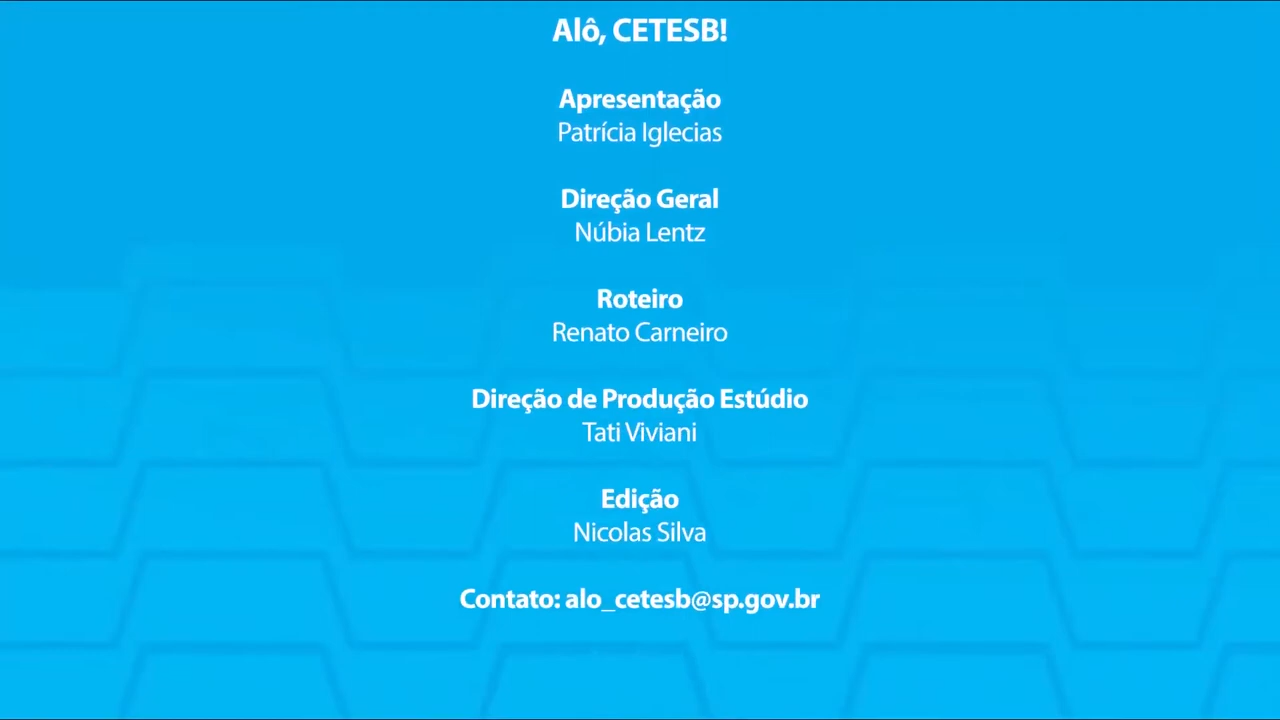 Alô, CETESB!
Apresentação
Patrícia Iglecias
Direção Geral
Núbia Lentz
Roteiro
Renato Carneiro
Direção de Produção Estúdio
Tati Viviani
Edição
Nicolas Silva
Contato: alo_cetesb@sp.gov.br